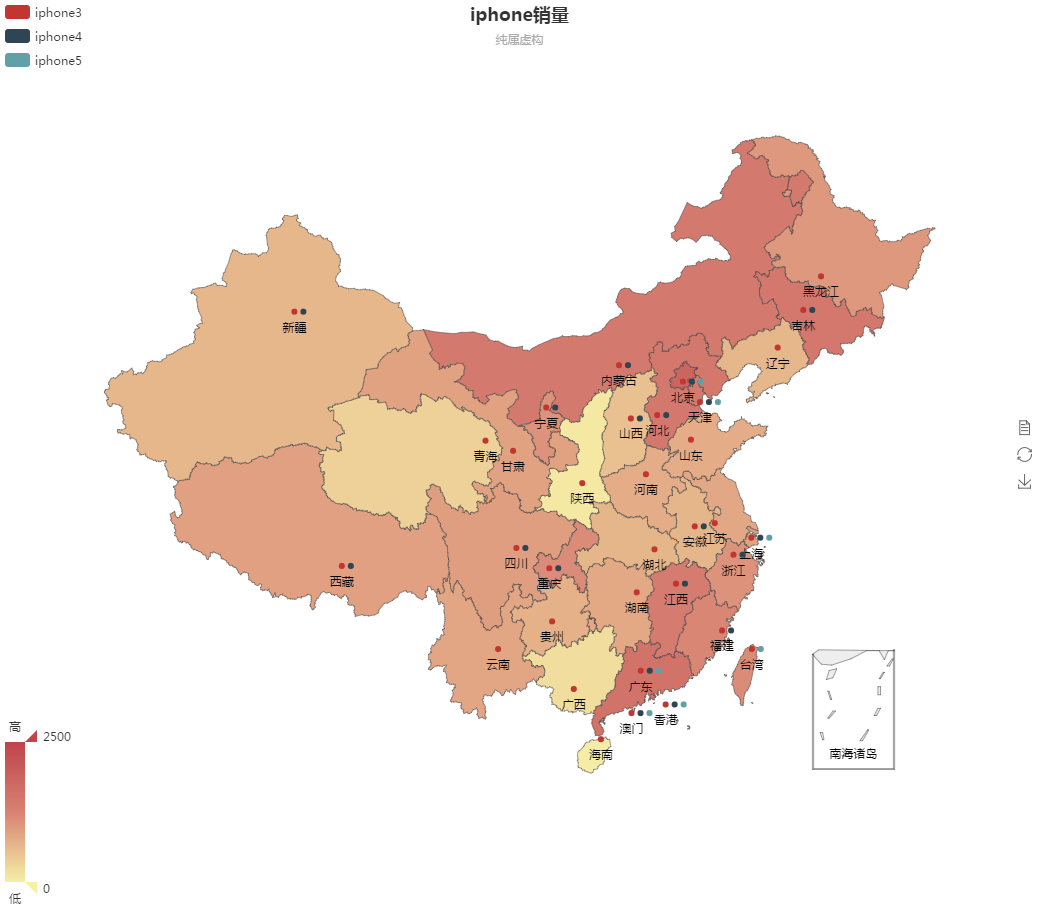 iphone3
iphone4
iphone5
iphone销量
纯属虚构
黑龙江
吉林
新疆
辽宁
内蒙古
北京
天津
宁夏
山西
河北
青海
甘肃
山东
陕西
河南
安徽
江苏
上海
四川
湖北
重庆
浙江
西藏
湖南
江西
贵州
福建
云南
台湾
广西
广东
澳门
香港
海南
南海诸岛
高
2500
0
低